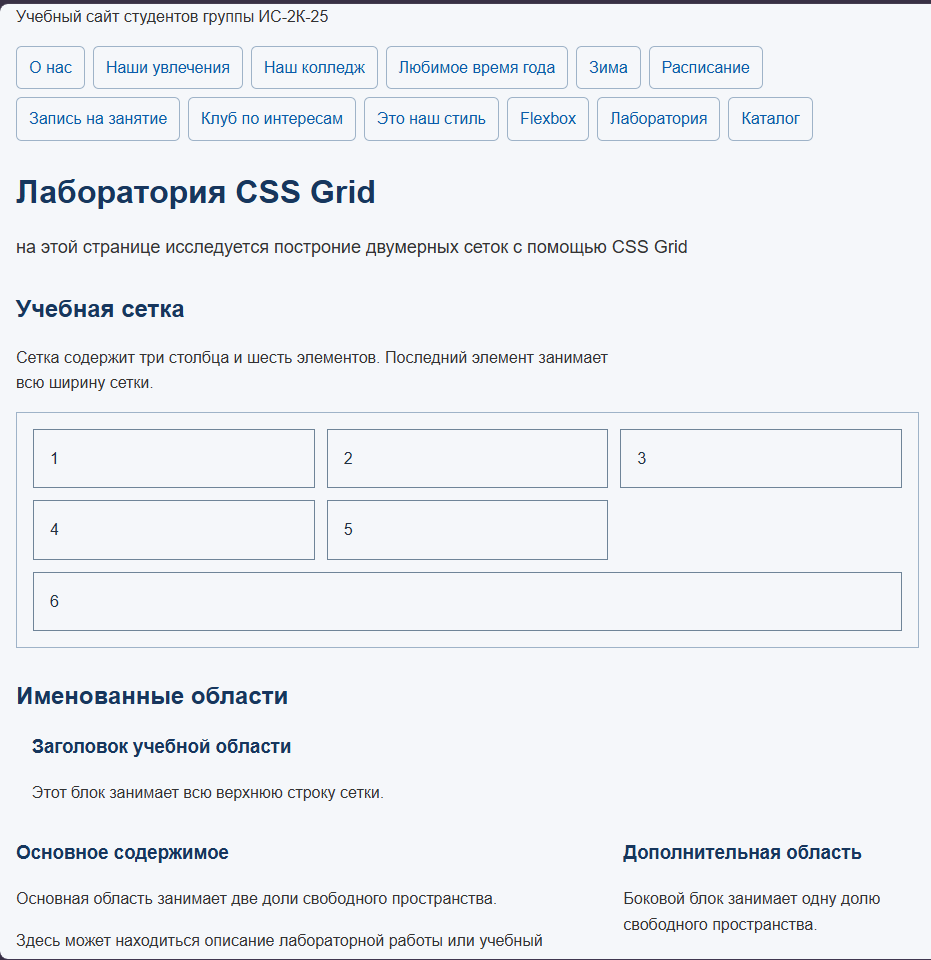 Учебный сайт студентов группы ИС-2К-25
О нас Наши увлечения Наш колледж Любимое время года Зима Расписание
Запись на занятие Клуб по интересам Это наш стиль Flexbox Лаборатория Каталог
Лаборатория CSS Grid
на этой странице исследуется построние двумерных сеток с помощью CSS Grid
Учебная сетка
Сетка содержит три столбца и шесть элементов. Последний элемент занимает
всю ширину сетки.
1 2 3
4 5
6
Именованные области
Заголовок учебной области
Этот блок занимает всю верхнюю строку сетки.
Основное содержимое
Основная область занимает две доли свободного пространства.
Здесь может находиться описание лабораторной работы или учебный
Дополнительная область
Боковой блок занимает одну долю
свободного пространства.